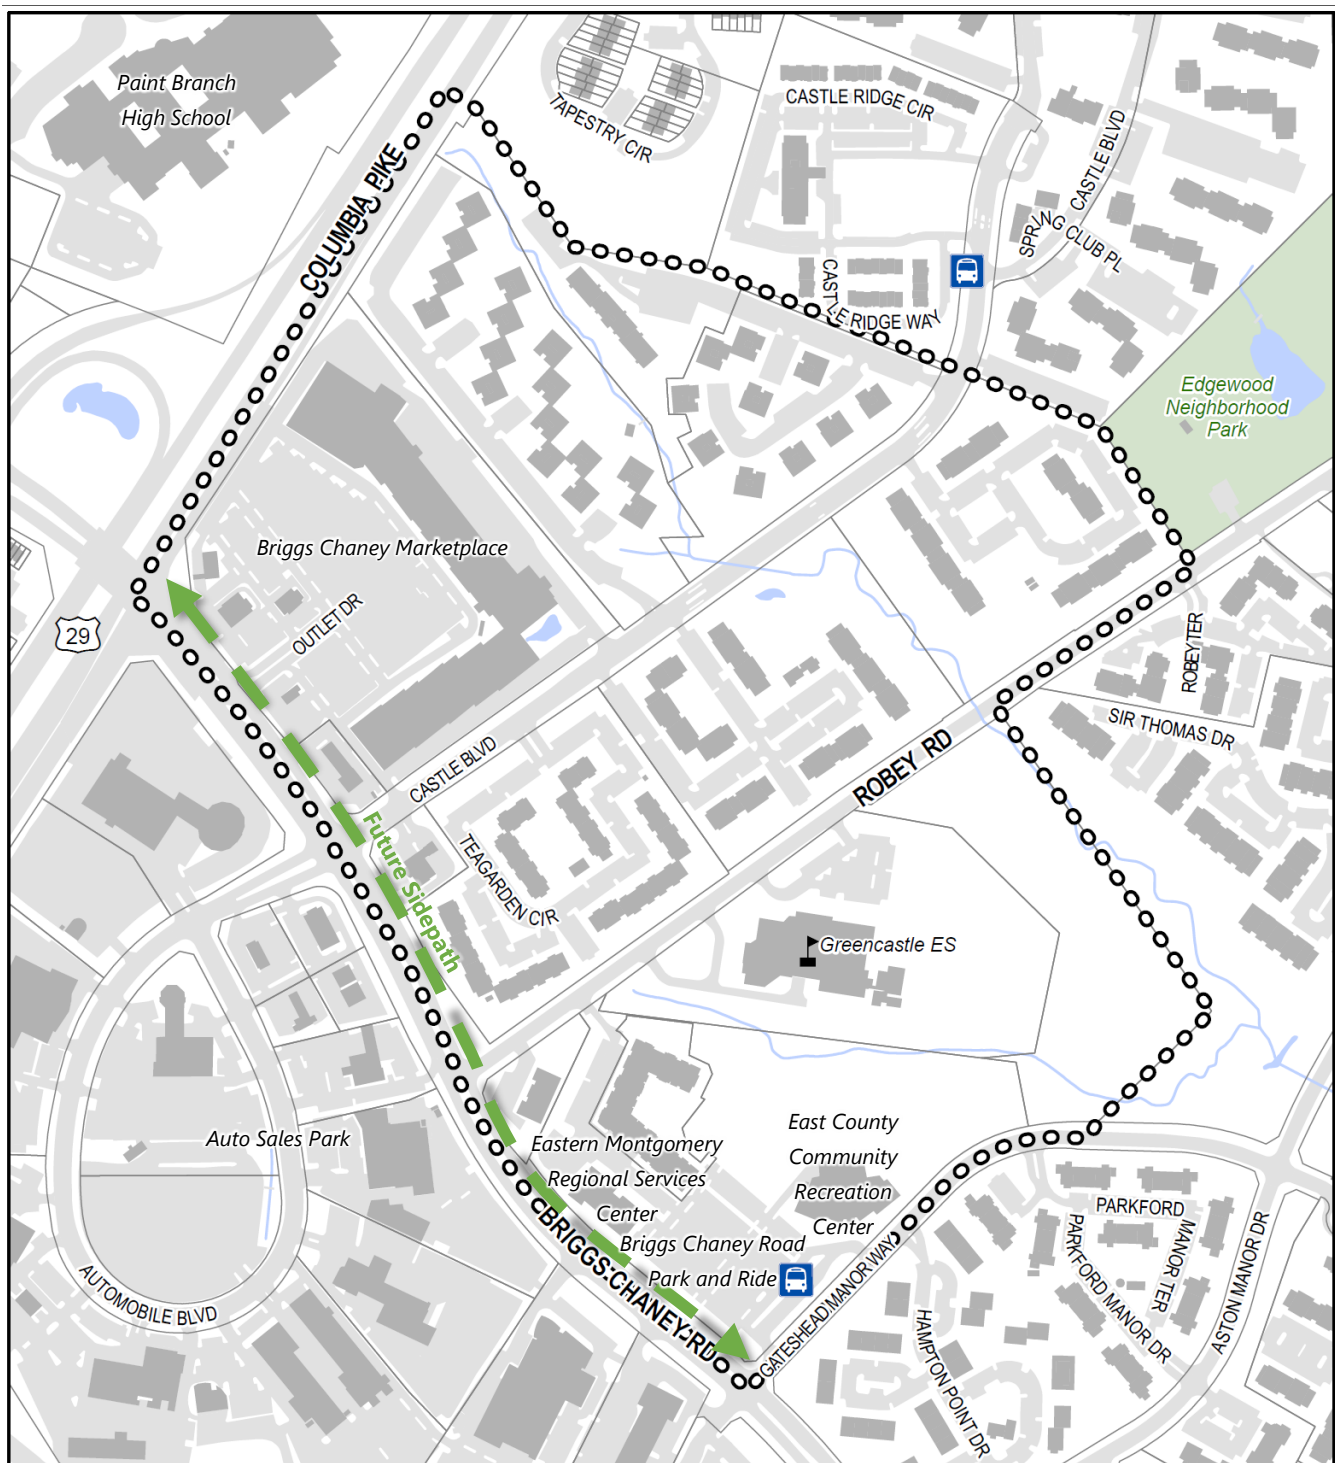 Paint Branch
High School
TAPESTRY CIR
CASTLE RIDGE CIR
CASTLE BLVD
COLUMBIA PIKE
SPRING CLUB PL
CASTLE RIDGE WAY
Edgewood
Neighborhood
Park
Briggs Chaney Marketplace
OUTLET DR
29
ROBEY TER
SIR THOMAS DR
CASTLE BLVD
ROBEY RD
Future Sidepath
TEAGARDEN CIR
Greencastle ES
Auto Sales Park
East County
Community
Recreation
Center
Eastern Montgomery
Regional Services
Center
Briggs Chaney Road
Park and Ride
BRIGGS CHANEY RD
GATESHEAD MANOR WAY
PARKFORD
MANOR TER
PARKFORD MANOR DR
ASTON MANOR DR
HAMPTON POINT DR
AUTOMOBILE BLVD